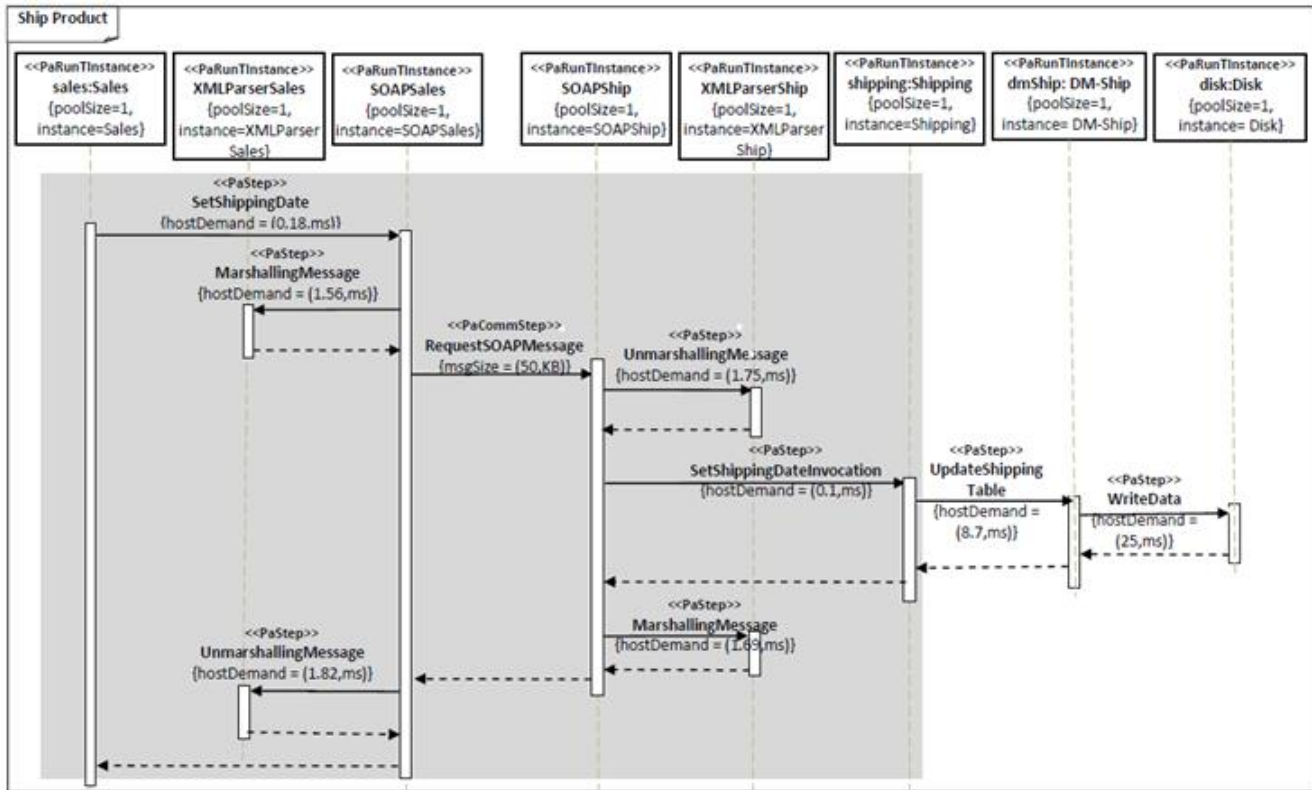 Ship Product
<<PaRunTInstance>>
sales:Sales
{poolSize=1,
instance=Sales}
<<PaRunTInstance>>
XMLParserSales
{poolSize=1,
instance=XMLParser
Sales}
<<PaRunTInstance>>
SOAPSales
{poolSize=1,
instance=SOAPSales}
<<PaRunTInstance>>
SOAPShip
{poolSize=1,
instance=SOAPShip}
<<PaRunTInstance>>
XMLParserShip
{poolSize=1,
instance=XMLParser
Ship}
<<PaRunTInstance>>
shipping:Shipping
{poolSize=1,
instance=Shipping}
<<PaRunTInstance>>
dmShip: DM-Ship
{poolSize=1,
instance= DM-Ship}
<<PaRunTInstance>>
disk:Disk
{poolSize=1,
instance= Disk}
<<PaStep>>
SetShippingDate
{hostDemand = (0.18,ms)}
<<PaStep>>
MarshallingMessage
{hostDemand = (1.56,ms)}
<<PaCommStep>>
RequestSOAPMessage
{msgSize = (50,KB)}
<<PaStep>>
UnmarshallingMessage
{hostDemand = (1.75,ms)}
<<PaStep>>
SetShippingDateInvocation
{hostDemand = (0.1,ms)}
<<PaStep>>
UpdateShipping
Table
{hostDemand =
(8.7,ms)}
<<PaStep>>
WriteData
{hostDemand =
(25,ms)}
<<PaStep>>
MarshallingMessage
{hostDemand = (1.69,ms)}
<<PaStep>>
UnmarshallingMessage
{hostDemand = (1.82,ms)}